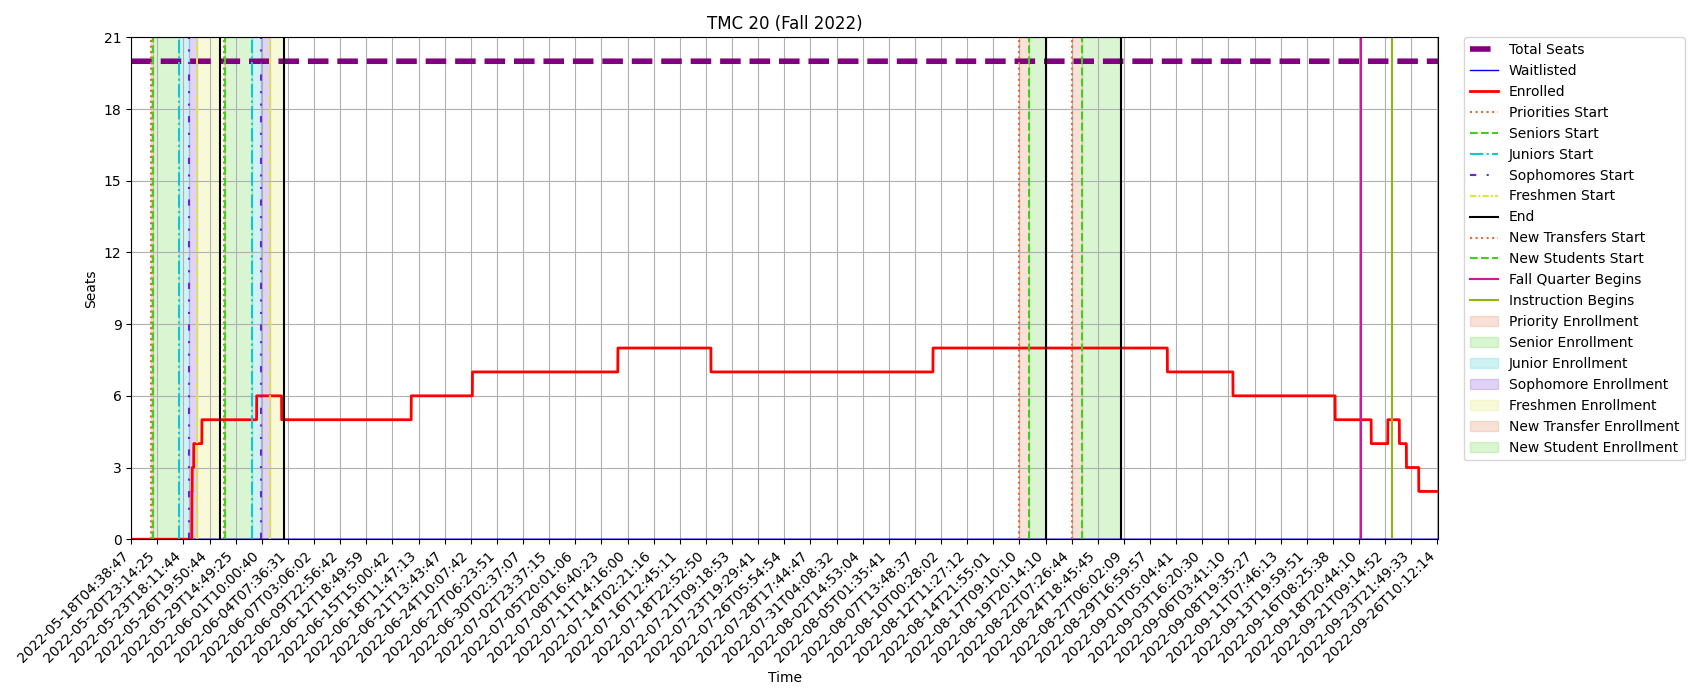 TMC 20 (Fall 2022)
21
18
15
12
9
6
3
0
Seats
2022-05-18T04:38:47
2022-05-20T23:14:25
2022-05-23T18:11:44
2022-05-26T19:50:44
2022-05-29T14:49:25
2022-06-01T10:00:40
2022-06-04T07:36:31
2022-06-07T03:06:02
2022-06-09T22:56:42
2022-06-12T18:49:59
2022-06-15T15:00:42
2022-06-18T11:47:13
2022-06-21T13:43:47
2022-06-24T10:07:42
2022-06-27T06:23:51
2022-06-30T02:37:07
2022-07-02T23:37:15
2022-07-05T20:01:06
2022-07-08T16:40:23
2022-07-11T14:16:00
2022-07-14T02:21:16
2022-07-16T12:45:11
2022-07-18T22:52:50
2022-07-21T09:18:53
2022-07-23T19:29:41
2022-07-26T05:54:54
2022-07-28T17:44:47
2022-07-31T04:08:32
2022-08-02T14:53:04
2022-08-05T01:35:41
2022-08-07T13:48:37
2022-08-10T00:28:02
2022-08-12T11:27:12
2022-08-14T21:55:01
2022-08-17T09:10:10
2022-08-19T20:14:10
2022-08-22T07:26:44
2022-08-24T18:45:45
2022-08-27T06:02:09
2022-08-29T16:59:57
2022-09-01T05:04:41
2022-09-03T16:20:30
2022-09-06T03:41:10
2022-09-08T19:35:27
2022-09-11T07:46:13
2022-09-13T19:59:51
2022-09-16T08:25:38
2022-09-18T20:44:10
2022-09-21T09:14:52
2022-09-23T21:49:33
2022-09-26T10:12:14
Time
Total Seats
Waitlisted
Enrolled
Priorities Start
Seniors Start
Juniors Start
Sophomores Start
Freshmen Start
End
New Transfers Start
New Students Start
Fall Quarter Begins
Instruction Begins
Priority Enrollment
Senior Enrollment
Junior Enrollment
Sophomore Enrollment
Freshmen Enrollment
New Transfer Enrollment
New Student Enrollment